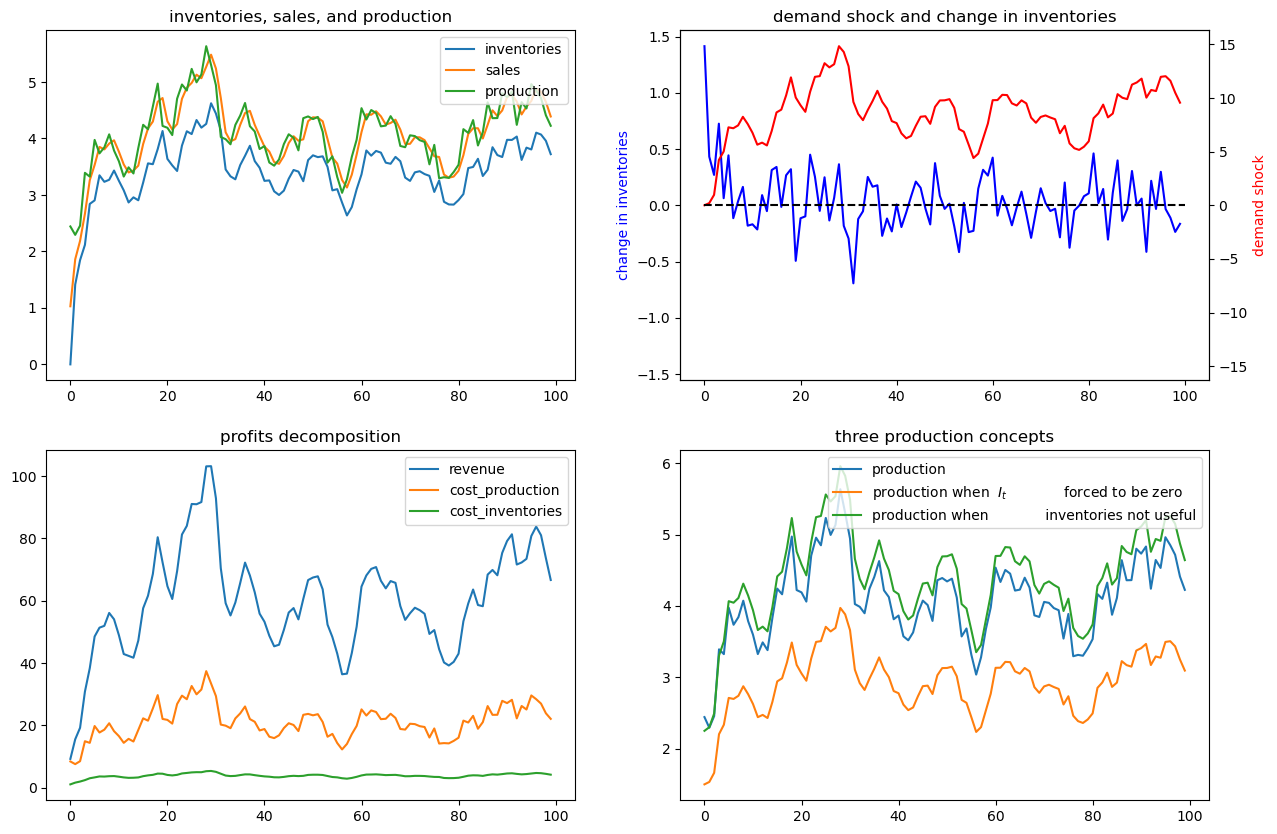 inventories, sales, and production
inventories
sales
production
5
4
3
2
1
0
0 20 40 60 80 100
demand shock and change in inventories
change in inventories
1.5
1.0
0.5
0.0
−0.5
−1.0
−1.5
15
10
5
0
−5
−10
−15
demand shock
0 20 40 60 80 100
profits decomposition
revenue
cost_production
cost_inventories
100
80
60
40
20
0
0 20 40 60 80 100
three production concepts
production
production when I_t forced to be zero
production when inventories not useful
6
5
4
3
2
0 20 40 60 80 100